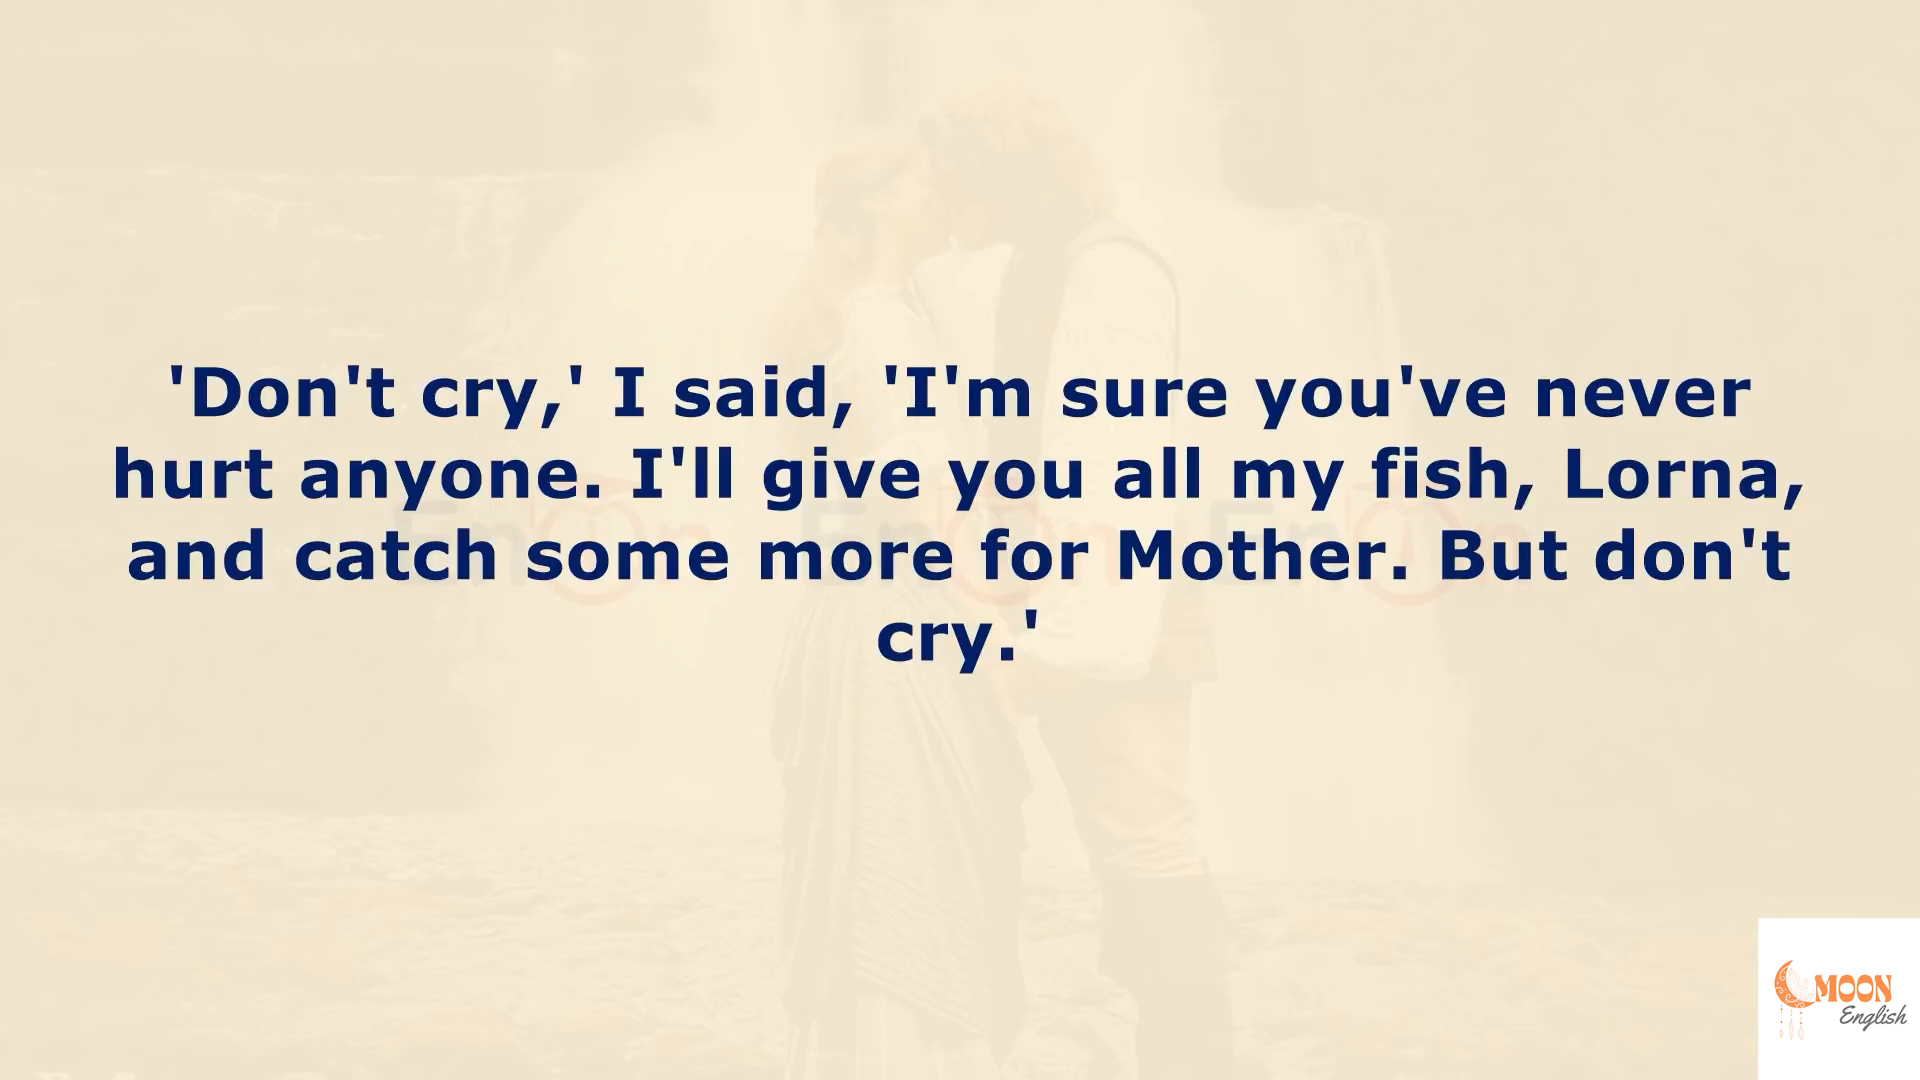 'Don't cry,' I said, 'I'm sure you've never
hurt anyone. I'll give you all my fish, Lorna,
and catch some more for Mother. But don't
cry.'
MOON
English